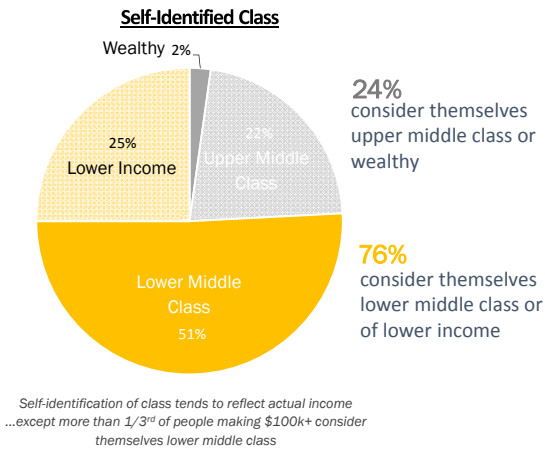 Self-Identified Class
Wealthy 2%
22%
Upper Middle
Class
25%
Lower Income
Lower Middle
Class
51%
24%
consider themselves
upper middle class or
wealthy
76%
consider themselves
lower middle class or
of lower income
Self-identification of class tends to reflect actual income
...except more than 1/3rd of people making $100k+ consider
themselves lower middle class